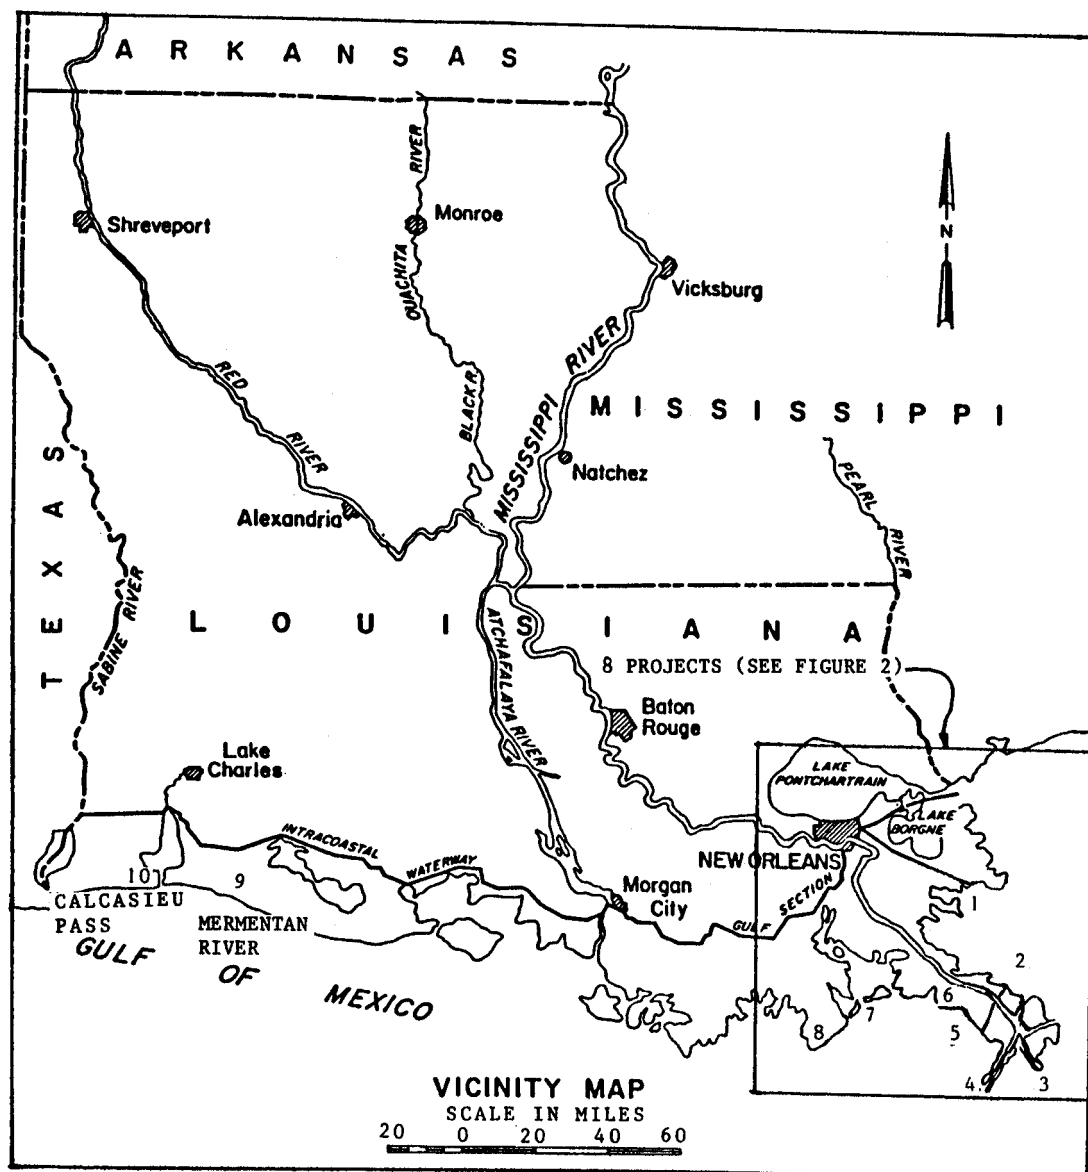 ARKANSAS
Shreveport
OUACHITA RIVER
Monroe
N
Vicksburg
MISSISSIPPI RIVER
RED RIVER
BLACK R.
MISSISSIPPI
Natchez
PEARL RIVER
Alexandria
TEXAS
SABINE RIVER
LOUISIANA
ATCHAFALAYA RIVER
8 PROJECTS (SEE FIGURE 2)
Baton
Rouge
Lake
Charles
LAKE
PONTCHARTRAIN
LAKE
BORGNE
INTRACOASTAL WATERWAY
NEW ORLEANS
Morgan
City
GULF SECTION
10
9
CALCASIEU
PASS
MERMENTAN
RIVER
GULF OF MEXICO
1
2
6
7
5
8
4.
3
VICINITY MAP
SCALE IN MILES
20 0 20 40 60